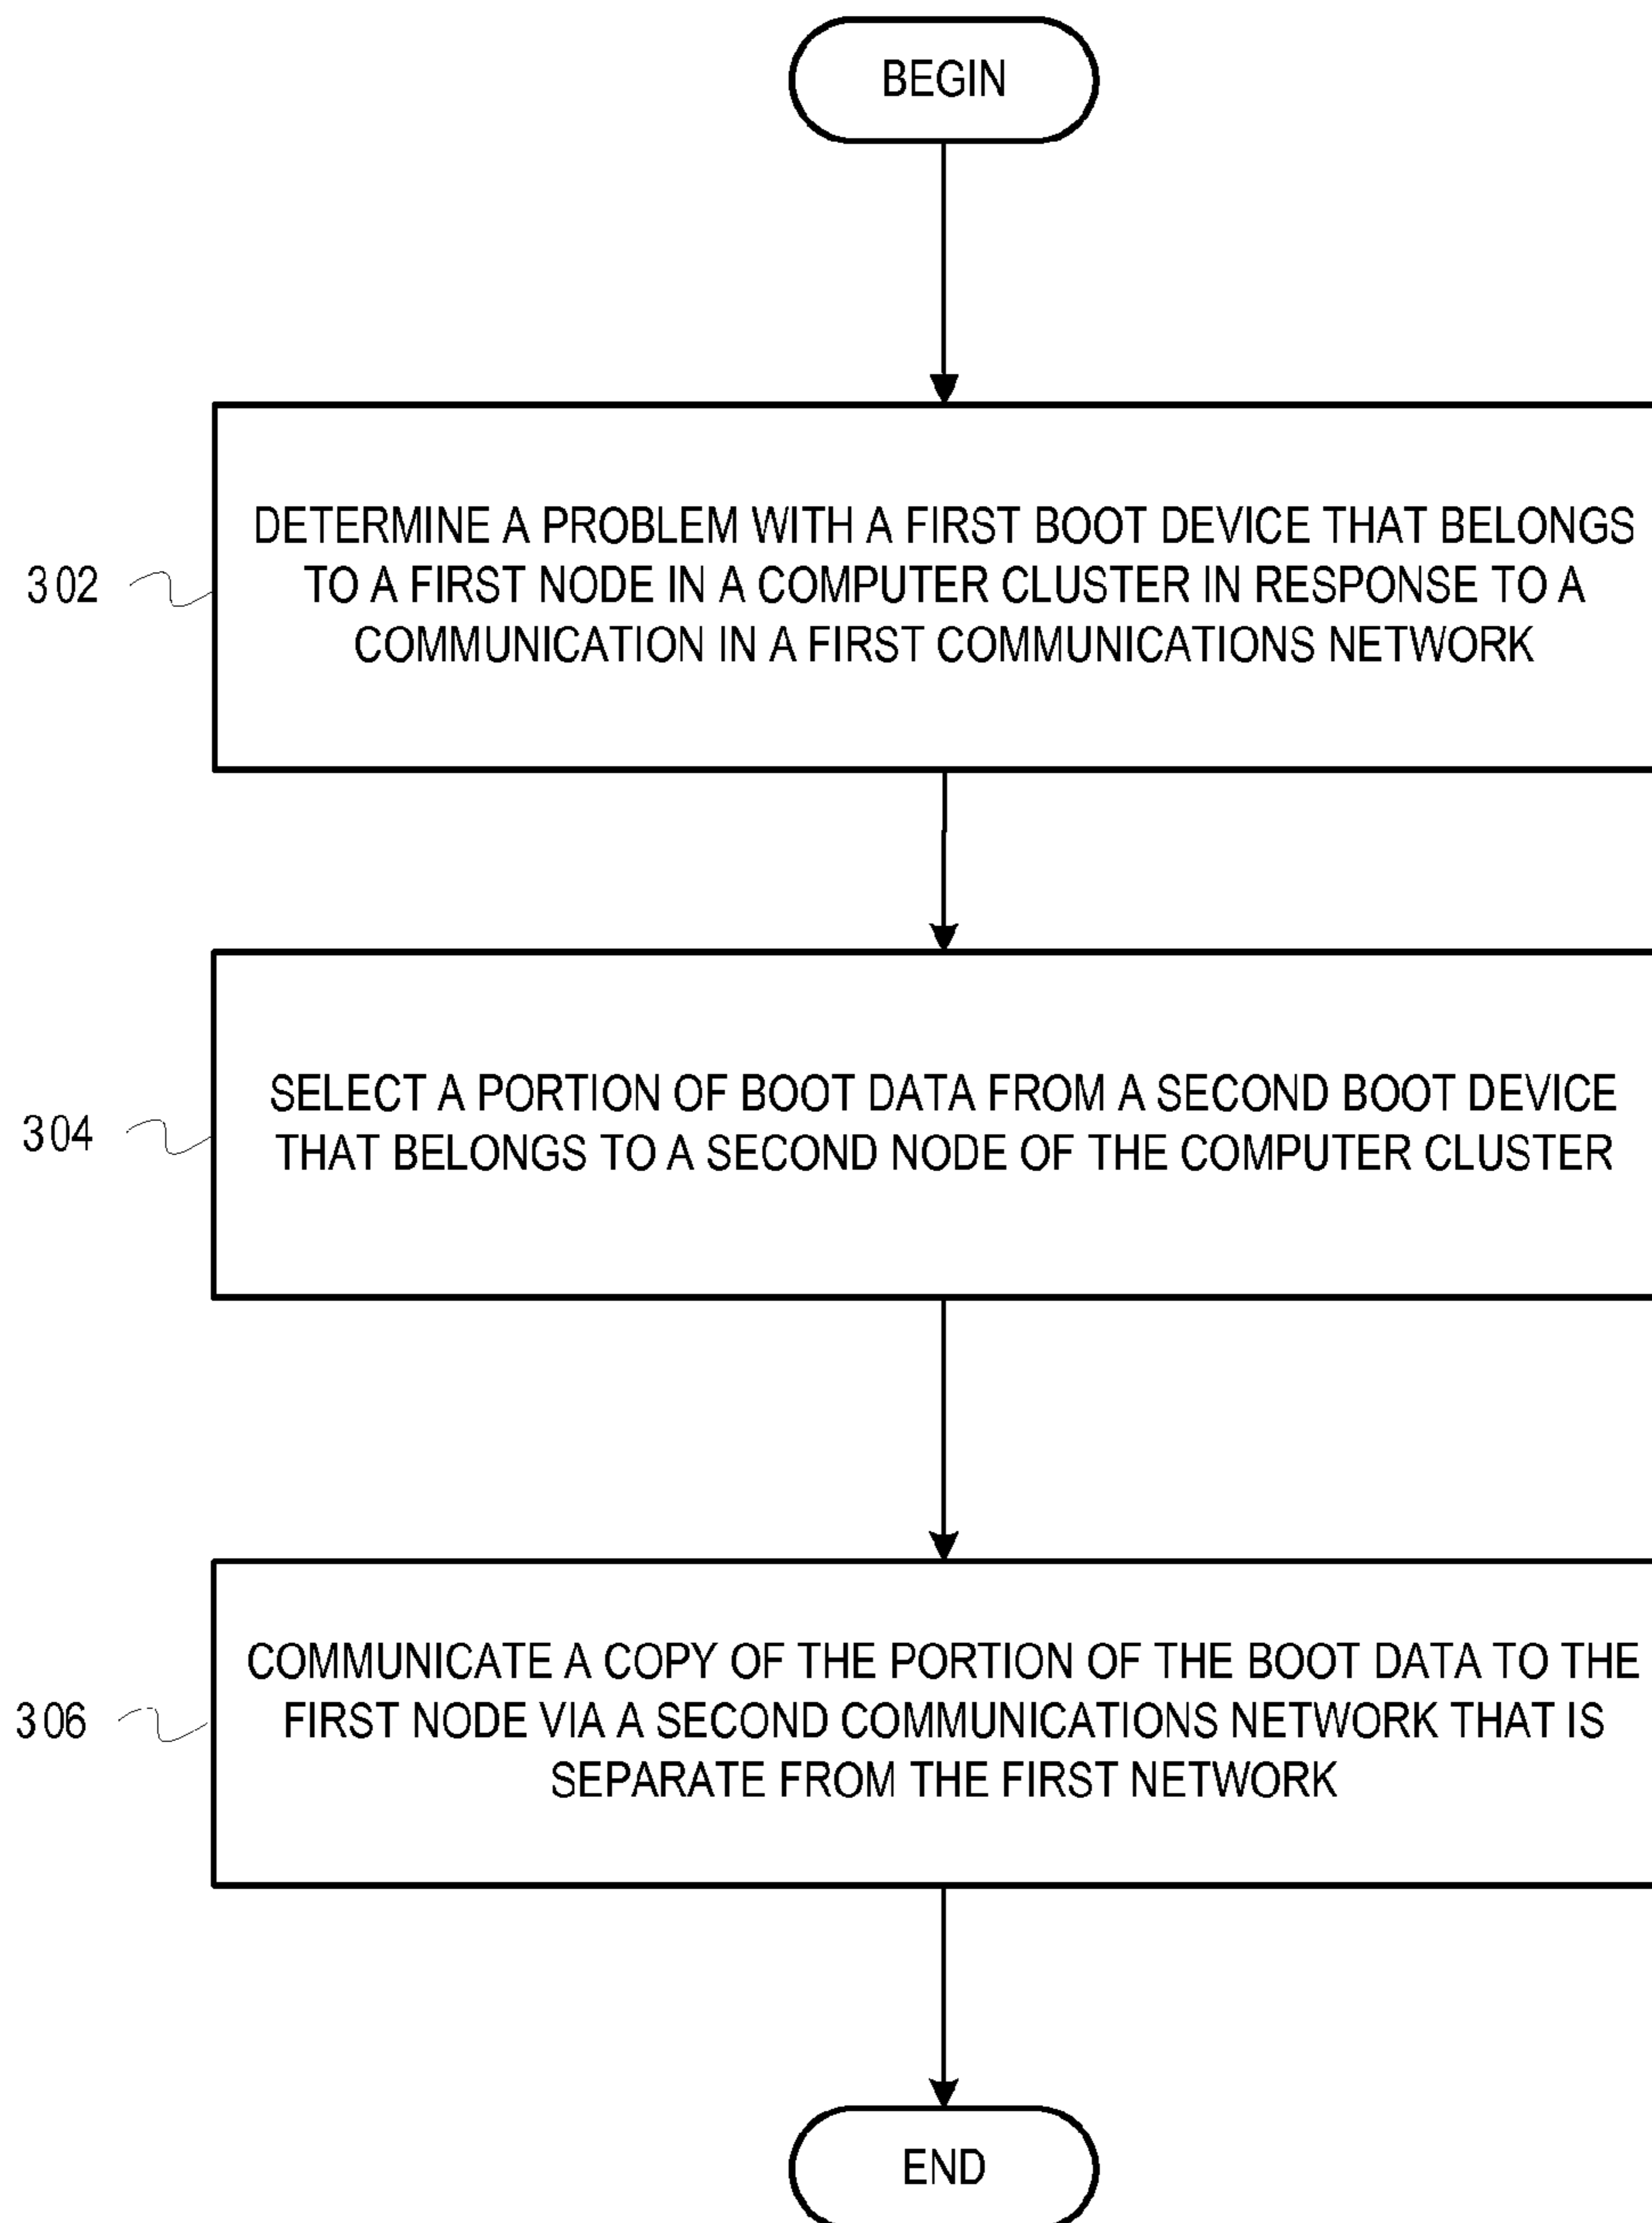 BEGIN
DETERMINE A PROBLEM WITH A FIRST BOOT DEVICE THAT BELONGS
TO A FIRST NODE IN A COMPUTER CLUSTER IN RESPONSE TO A
COMMUNICATION IN A FIRST COMMUNICATIONS NETWORK
302
SELECT A PORTION OF BOOT DATA FROM A SECOND BOOT DEVICE
THAT BELONGS TO A SECOND NODE OF THE COMPUTER CLUSTER
304
COMMUNICATE A COPY OF THE PORTION OF THE BOOT DATA TO THE
FIRST NODE VIA A SECOND COMMUNICATIONS NETWORK THAT IS
SEPARATE FROM THE FIRST NETWORK
306
END